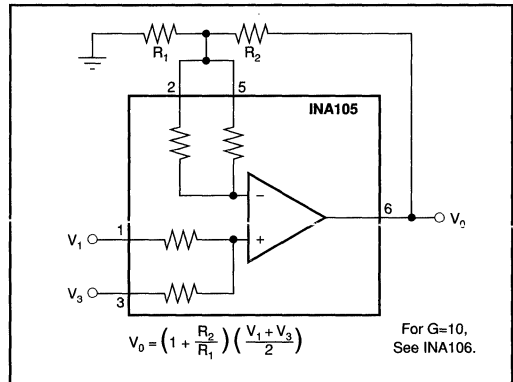 R₁ R₂
2 5
INA105
−
6
V₀
V₁ 1
+
V₃ 3
V₀ = (1 + R₂/R₁) (V₁ + V₃/2)
For G=10,
See INA106.